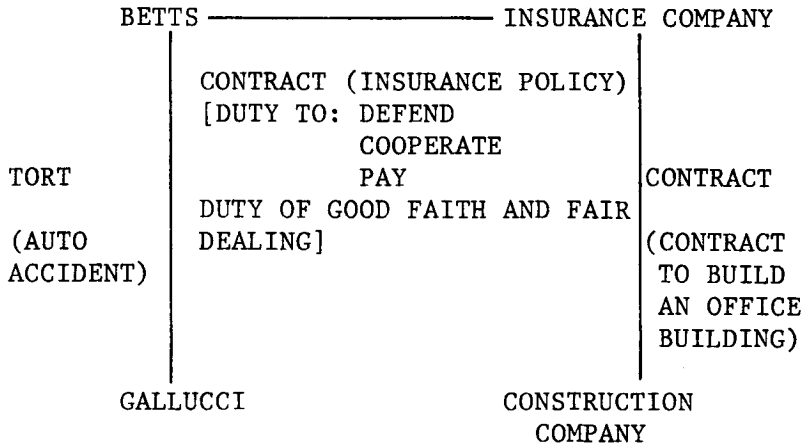 BETTS INSURANCE COMPANY
CONTRACT (INSURANCE POLICY)
[DUTY TO: DEFEND
COOPERATE
PAY
DUTY OF GOOD FAITH AND FAIR
DEALING]
TORT
(AUTO
ACCIDENT)
CONTRACT
(CONTRACT
TO BUILD
AN OFFICE
BUILDING)
GALLUCCI
CONSTRUCTION
COMPANY